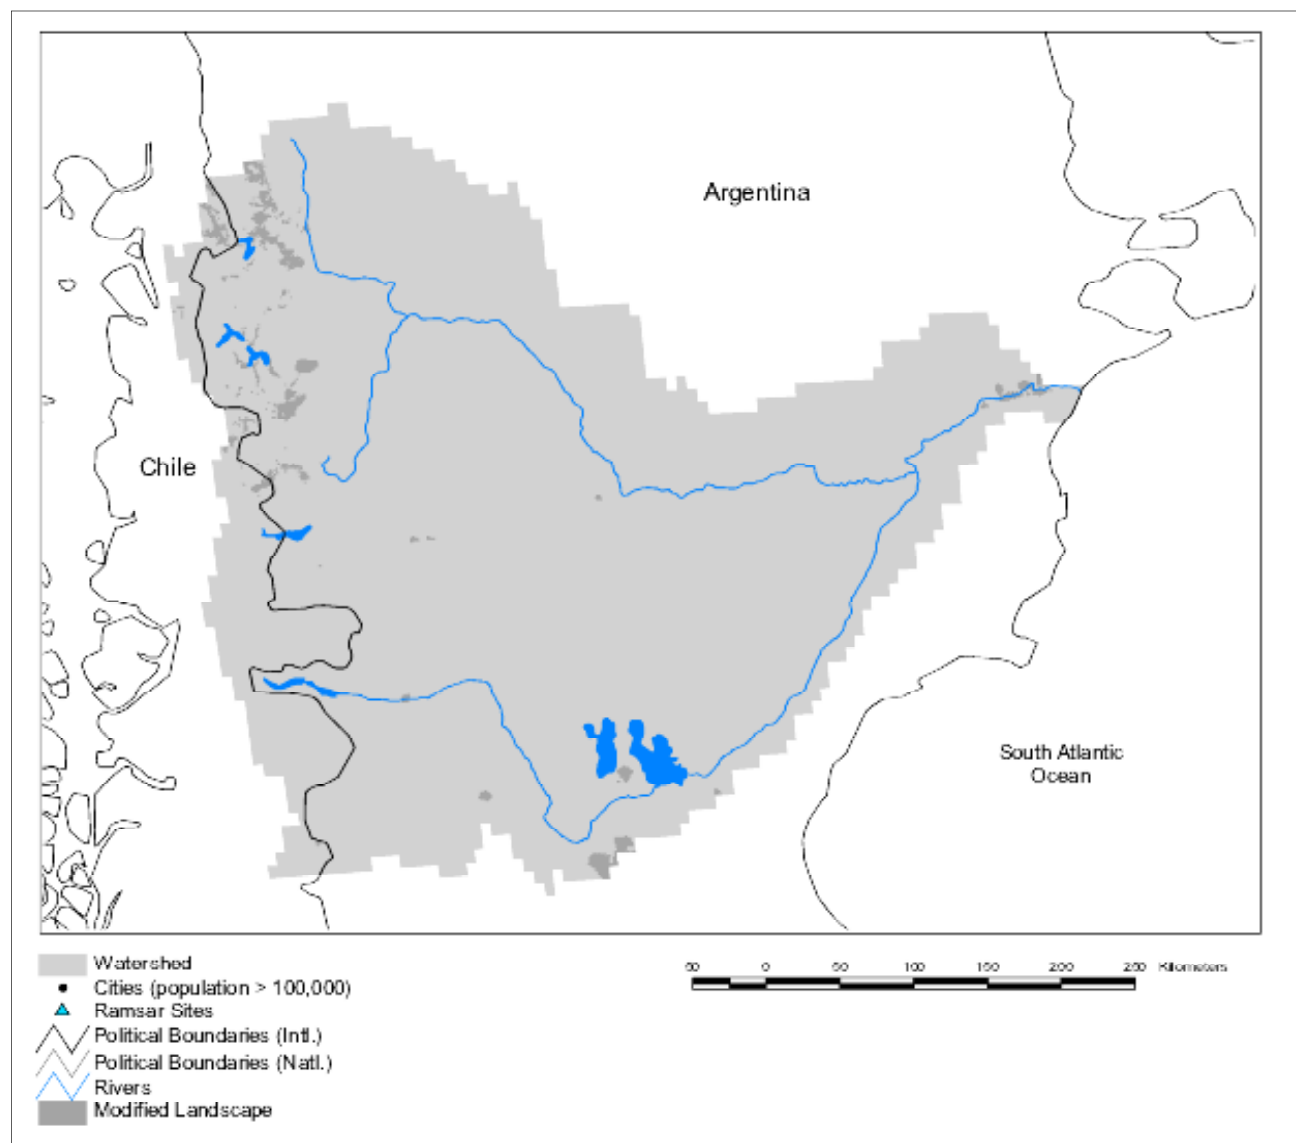 Argentina
Chile
South Atlantic
Ocean
Watershed
Cities (population > 100,000)
Ramsar Sites
Political Boundaries (Intl.)
Political Boundaries (Natl.)
Rivers
Modified Landscape
50 0 50 100 150 200 250 Kilometers